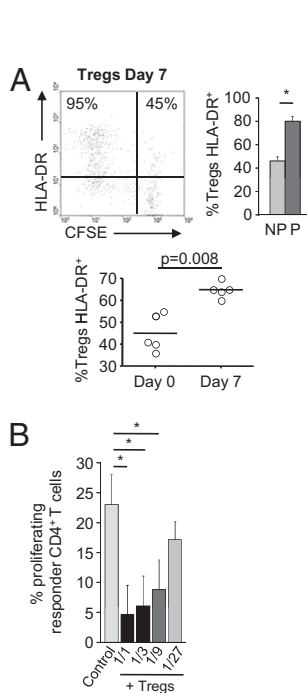 A
Tregs Day 7
95% 45%
HLA-DR
CFSE
%Tregs HLA-DR+
100
80
60
40
20
0
*
NP P
p=0.008
%Tregs HLA-DR+
70
60
50
40
30
Day 0 Day 7
B
*
*
*
% proliferating
responder CD4+ T cells
30
25
20
15
10
5
0
Control 1/1 1/3 1/9 1/27
+ Tregs